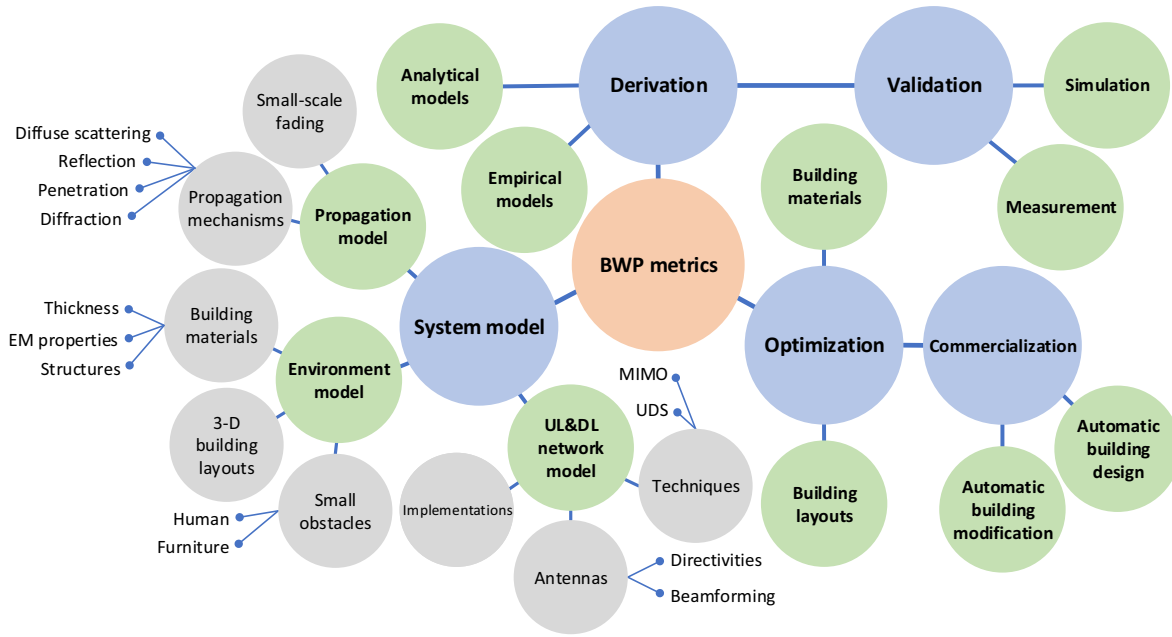 Analytical
models
Derivation
Validation
Simulation
Small-scale
fading
Diffuse scattering
Reflection
Penetration
Diffraction
Propagation
mechanisms
Propagation
model
Empirical
models
Building
materials
Measurement
BWP metrics
System model
Thickness
EM properties
Structures
Building
materials
Environment
model
3-D
building
layouts
Small
obstacles
Human
Furniture
UL&DL
network
model
MIMO
UDS
Techniques
Implementations
Antennas
Directivities
Beamforming
Optimization
Commercialization
Building
layouts
Automatic
building
modification
Automatic
building
design